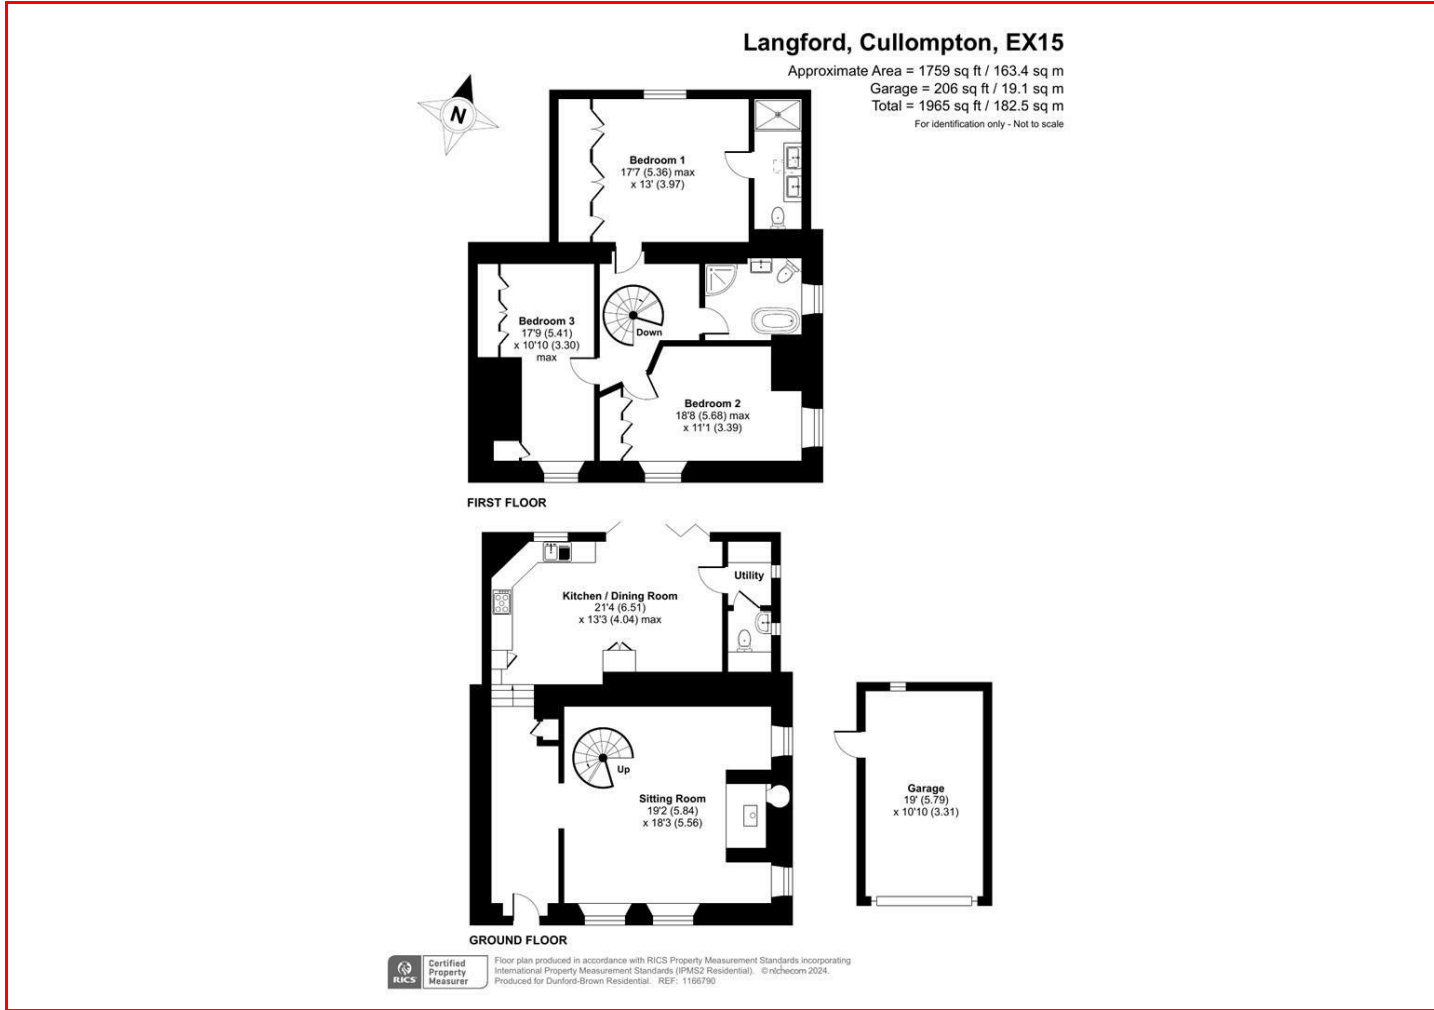 Langford, Cullompton, EX15
Approximate Area = 1759 sq ft / 163.4 sq m
Garage = 206 sq ft / 19.1 sq m
Total = 1965 sq ft / 182.5 sq m
For identification only - Not to scale
N
Bedroom 1
17'7 (5.36) max
x 13' (3.97)
Bedroom 3
17'9 (5.41)
x 10'10 (3.30)
max
Down
Bedroom 2
18'8 (5.68) max
x 11'1 (3.39)
FIRST FLOOR
Kitchen / Dining Room
21'4 (6.51)
x 13'3 (4.04) max
Utility
Up
Sitting Room
19'2 (5.84)
x 18'3 (5.56)
Garage
19' (5.79)
x 10'10 (3.31)
GROUND FLOOR
RICS
Certified
Property
Measurer
Floor plan produced in accordance with RICS Property Measurement Standards incorporating
International Property Measurement Standards (IPMS2 Residential). © nichecom 2024.
Produced for Dunford-Brown Residential. REF: 1166790